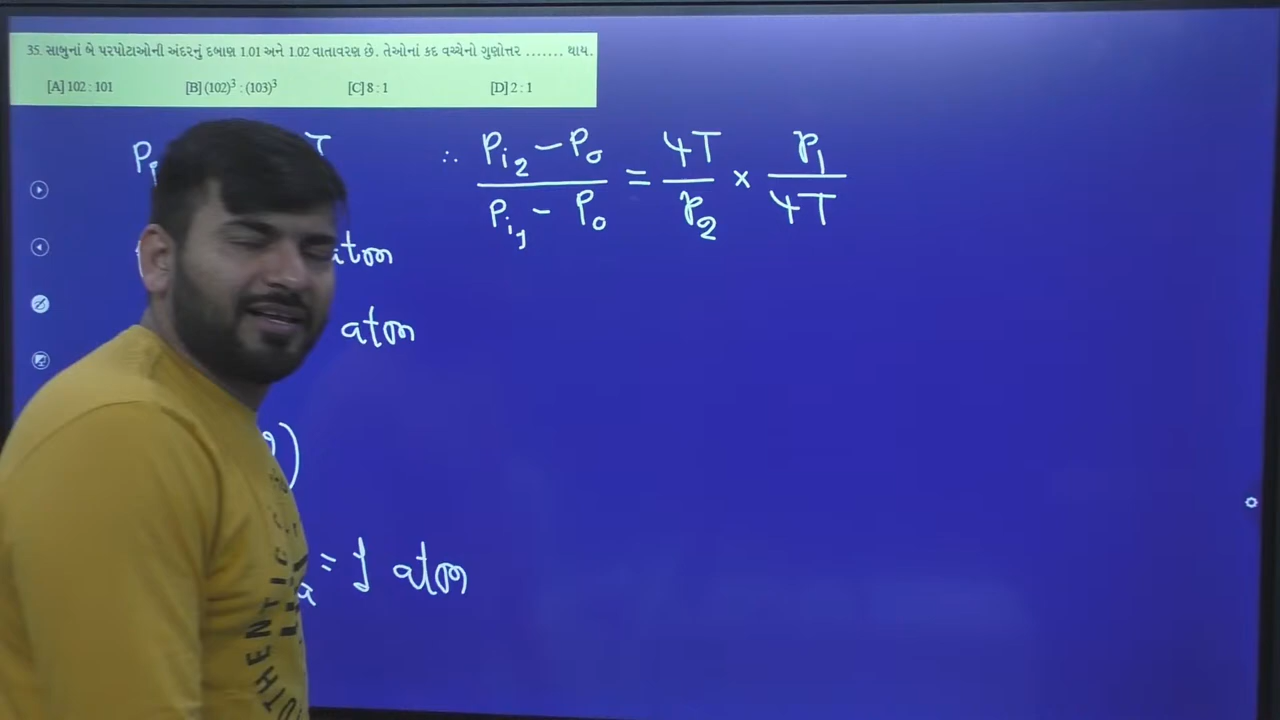 35. સાબુનાં બે પરપોટાઓની અંદરનું દબાણ 1.01 અને 1.02 વાતાવરણ છે. તેઓનાં કદ વચ્ચેનો ગુણોત્તર ....... થાય.
[A] 102 : 101 [B] (102)³ : (103)³ [C] 8 : 1 [D] 2 : 1
∴ (Pi₂ − P₀) / (Pi₁ − P₀) = 4T / r₂ × r₁ / 4T
atm
atm
= 1 atm